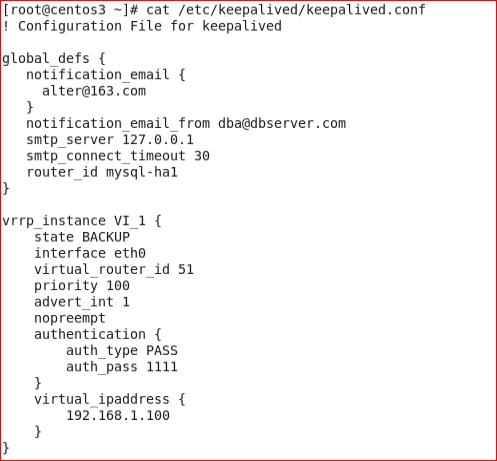 [root@centos3 ~]# cat /etc/keepalived/keepalived.conf
! Configuration File for keepalived

global_defs {
   notification_email {
     alter@163.com
   }
   notification_email_from dba@dbserver.com
   smtp_server 127.0.0.1
   smtp_connect_timeout 30
   router_id mysql-ha1
}

vrrp_instance VI_1 {
    state BACKUP
    interface eth0
    virtual_router_id 51
    priority 100
    advert_int 1
    nopreempt
    authentication {
        auth_type PASS
        auth_pass 1111
    }
    virtual_ipaddress {
        192.168.1.100
    }
}